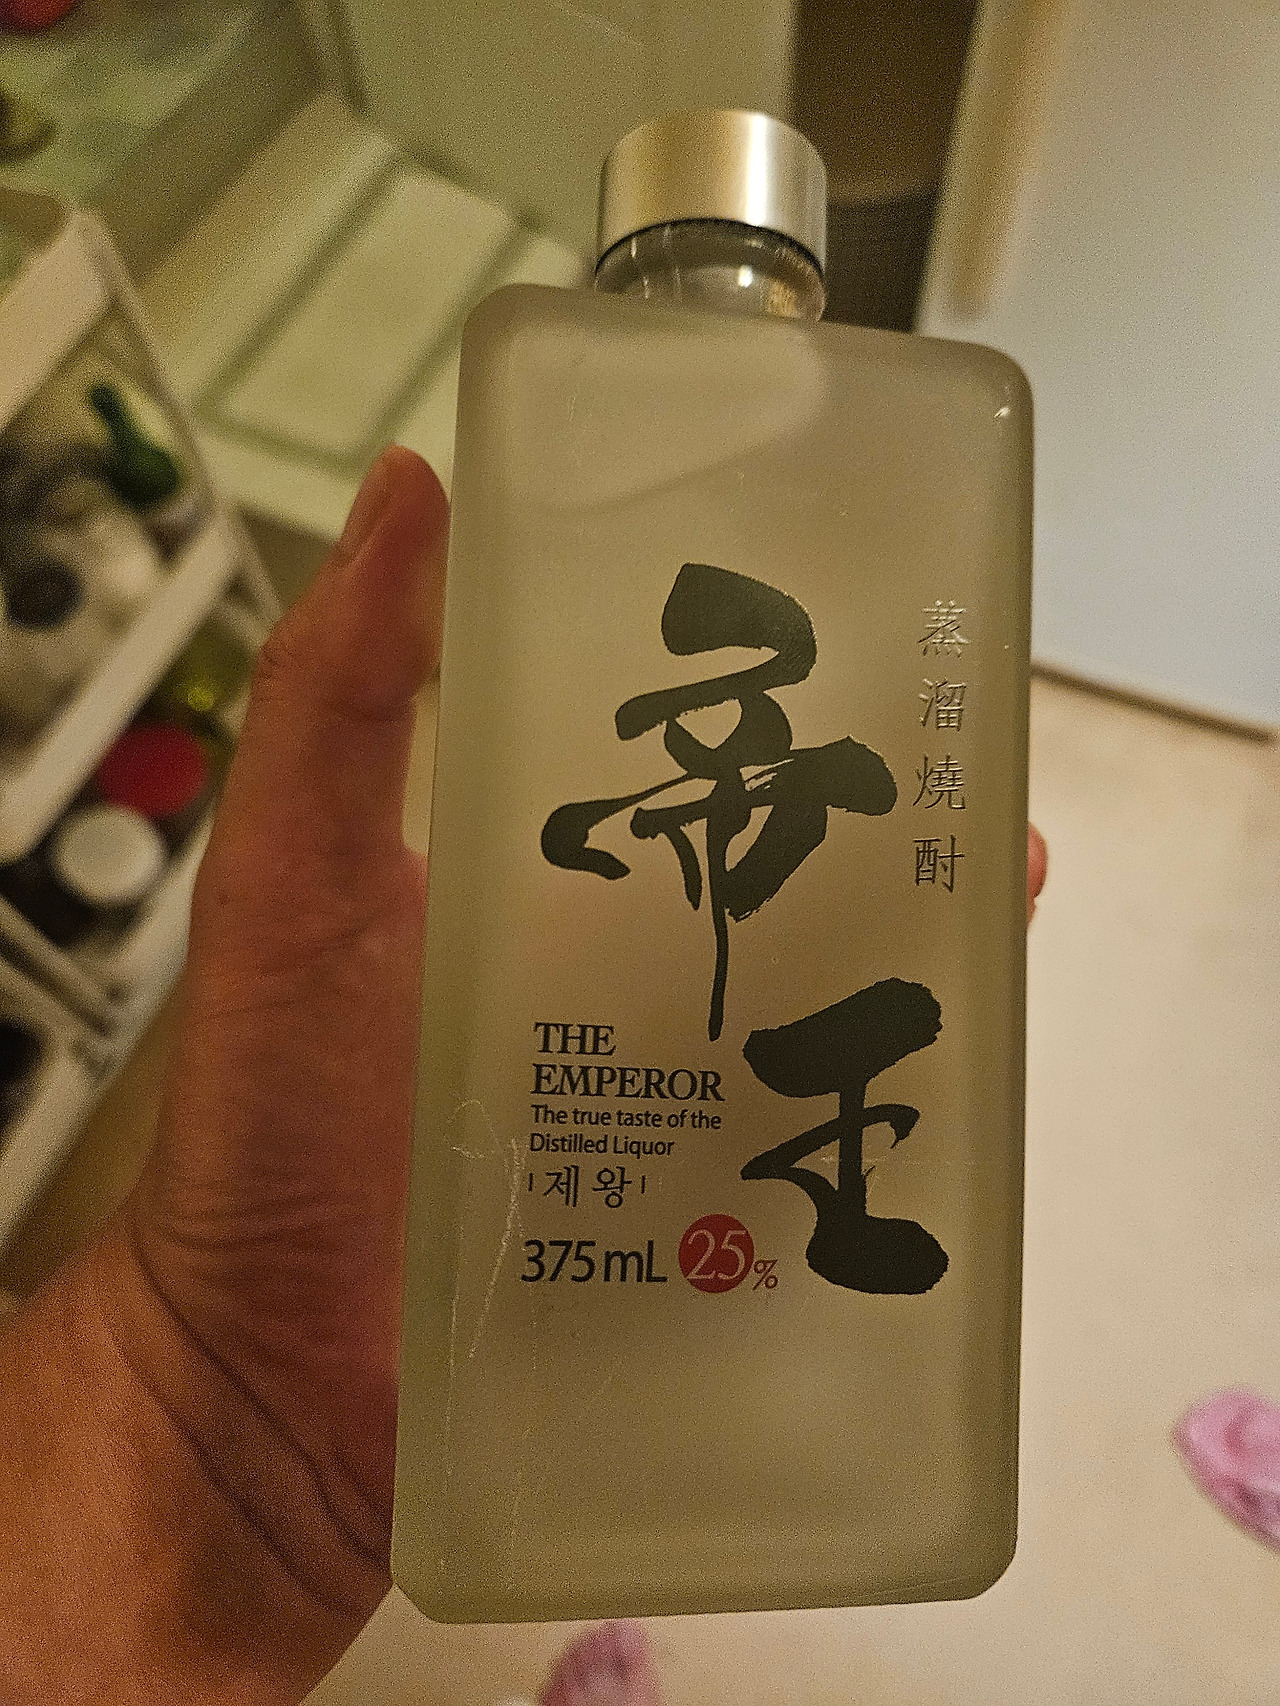 帝王
蒸溜燒酎
THE
EMPEROR
The true taste of the
Distilled Liquor
제왕
375mL 25%